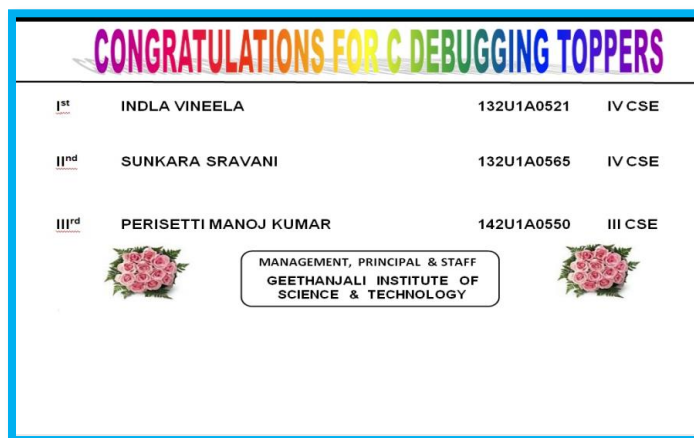 CONGRATULATIONS FOR C DEBUGGING TOPPERS
Ist INDLA VINEELA 132U1A0521 IV CSE
IInd SUNKARA SRAVANI 132U1A0565 IV CSE
IIIrd PERISETTI MANOJ KUMAR 142U1A0550 III CSE
MANAGEMENT, PRINCIPAL & STAFF
GEETHANJALI INSTITUTE OF
SCIENCE & TECHNOLOGY